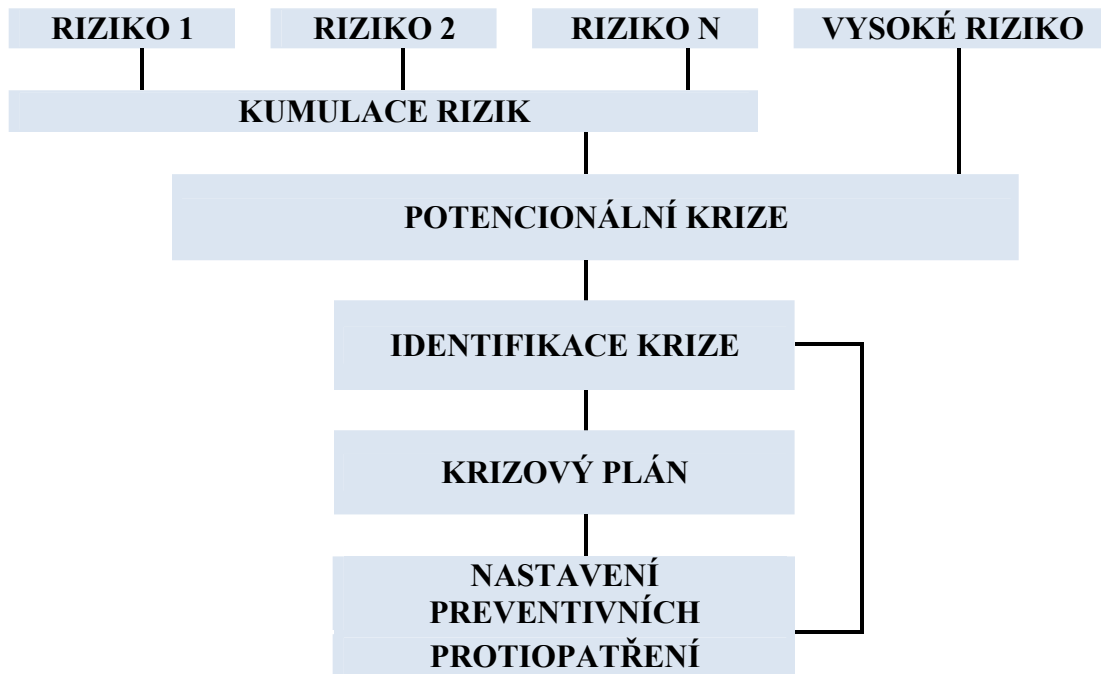 RIZIKO 1
RIZIKO 2
RIZIKO N
VYSOKÉ RIZIKO
KUMULACE RIZIK
POTENCIONÁLNÍ KRIZE
IDENTIFIKACE KRIZE
KRIZOVÝ PLÁN
NASTAVENÍ
PREVENTIVNÍCH
PROTIOPATŘENÍ